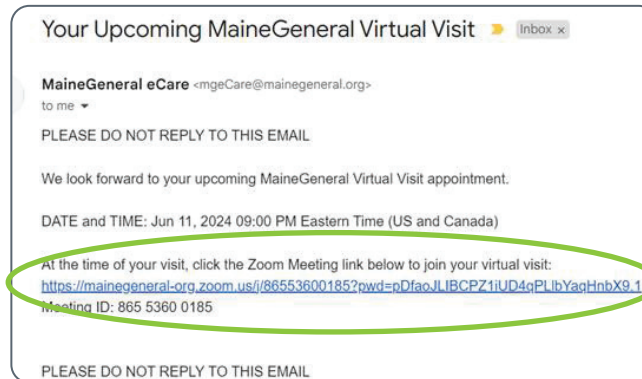 Your Upcoming MaineGeneral Virtual Visit Inbox x
MaineGeneral eCare <mgeCare@mainegeneral.org>
to me
PLEASE DO NOT REPLY TO THIS EMAIL
We look forward to your upcoming MaineGeneral Virtual Visit appointment.
DATE and TIME: Jun 11, 2024 09:00 PM Eastern Time (US and Canada)
At the time of your visit, click the Zoom Meeting link below to join your virtual visit:
https://mainegeneral-org.zoom.us/j/86553600185?pwd=pDfaoJLIBCPZ1iUD4qPLlbYaqHnbX9.1
Meeting ID: 865 5360 0185
PLEASE DO NOT REPLY TO THIS EMAIL